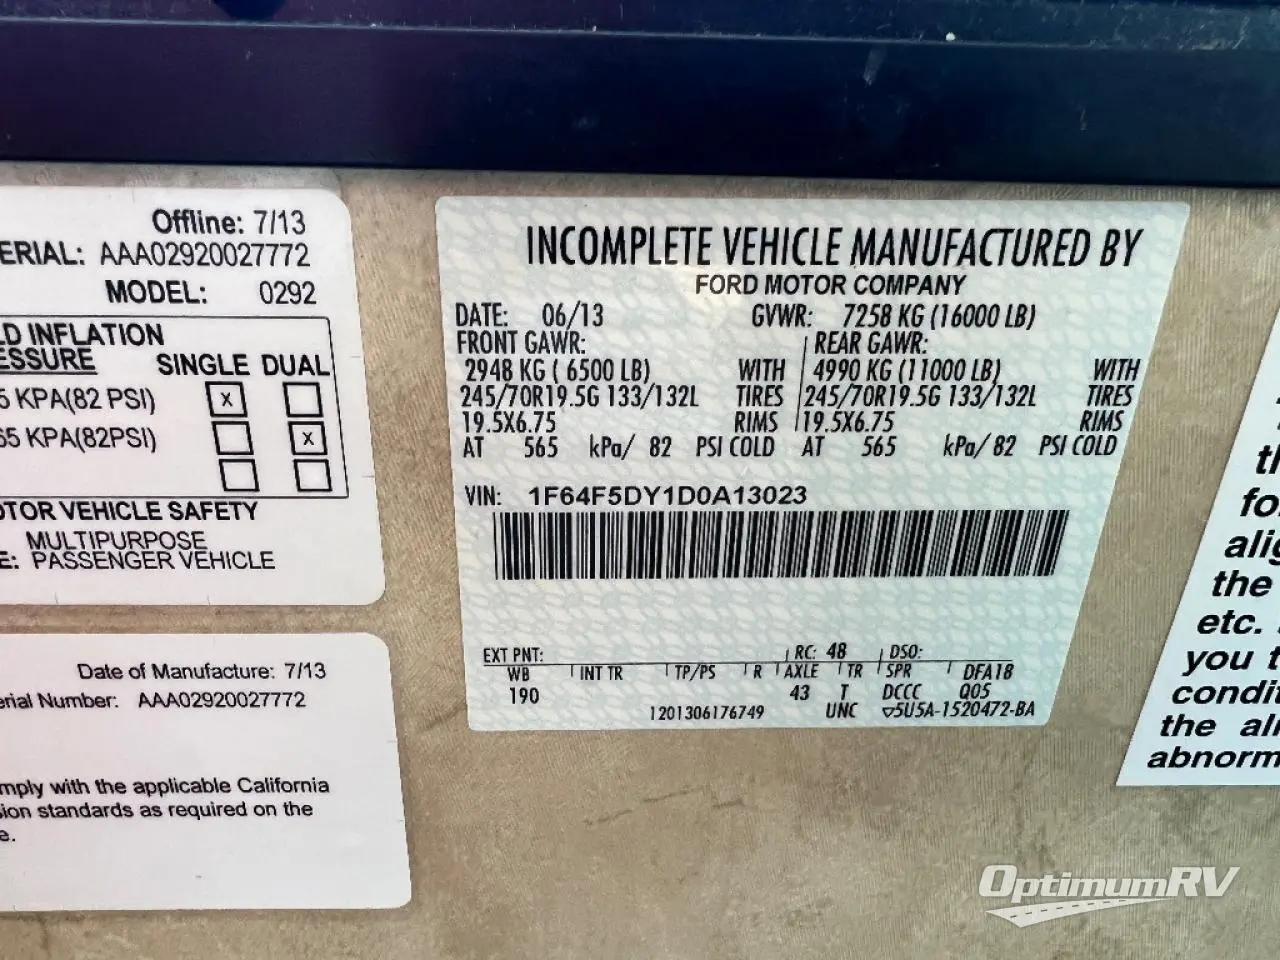 Offline: 7/13
ERIAL: AAA02920027772
MODEL: 0292
LD INFLATION
ESSURE SINGLE DUAL
5 KPA(82 PSI) X
65 KPA(82PSI) X
OTOR VEHICLE SAFETY
MULTIPURPOSE
E: PASSENGER VEHICLE
Date of Manufacture: 7/13
erial Number: AAA02920027772
mply with the applicable California
sion standards as required on the
e.
INCOMPLETE VEHICLE MANUFACTURED BY
FORD MOTOR COMPANY
DATE: 06/13 GVWR: 7258 KG (16000 LB)
FRONT GAWR: REAR GAWR:
2948 KG ( 6500 LB) WITH 4990 KG (11000 LB) WITH
245/70R19.5G 133/132L TIRES 245/70R19.5G 133/132L TIRES
19.5X6.75 RIMS 19.5X6.75 RIMS
AT 565 kPa/ 82 PSI COLD AT 565 kPa/ 82 PSI COLD
VIN: 1F64F5DY1D0A13023
EXT PNT: RC: 48 DSO:
WB INT TR TP/PS R AXLE TR SPR DFA18
190 43 T DCCC Q05
1201306176749 UNC ▽5U5A-1520472-BA
th
fo
alig
the
etc.
you t
condit
the ali
abnorm
OptimumRV